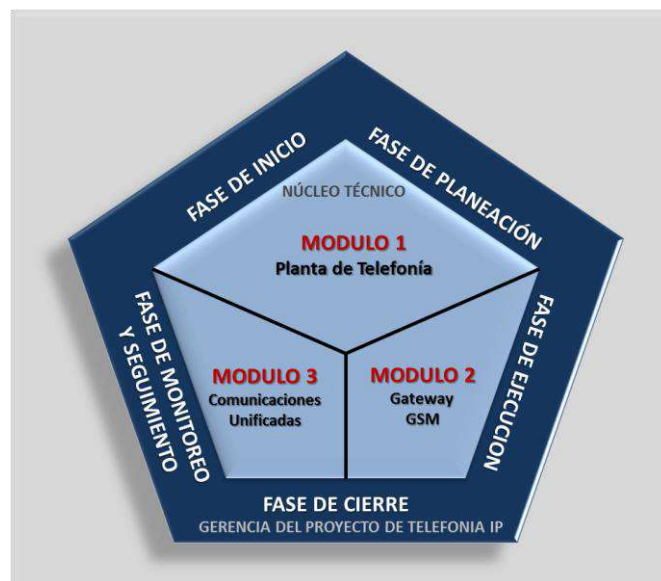 FASE DE INICIO
FASE DE PLANEACIÓN
NÚCLEO TÉCNICO
MODULO 1
Planta de Telefonía
FASE DE MONITOREO
Y SEGUIMIENTO
MODULO 3
Comunicaciones
Unificadas
MODULO 2
Gateway
GSM
FASE DE EJECUCION
FASE DE CIERRE
GERENCIA DEL PROYECTO DE TELEFONIA IP